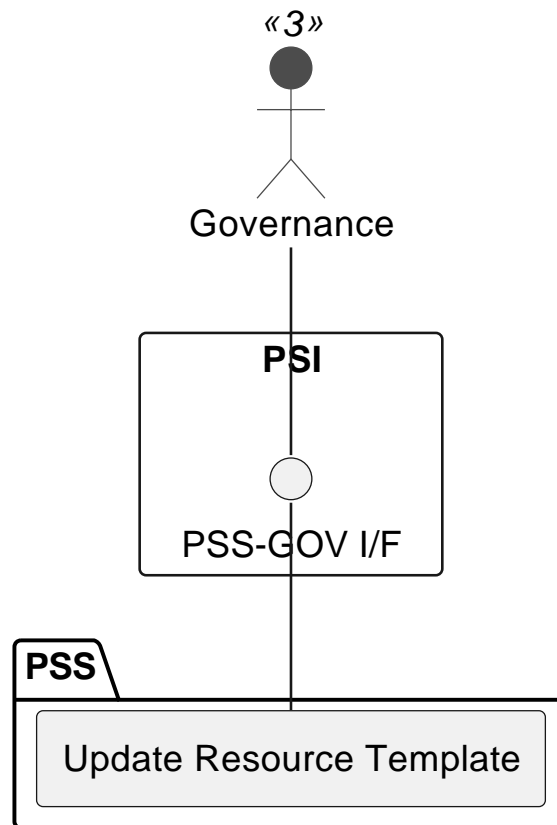 «3»
Governance
PSI
PSS-GOV I/F
PSS
Update Resource Template